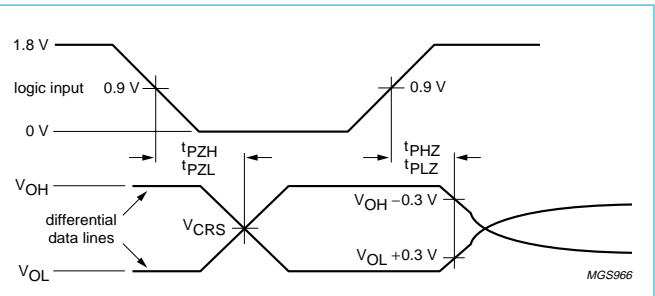 1.8 V
logic input
0.9 V
0.9 V
0 V
tPZH
tPZL
tPHZ
tPLZ
VOH
VOH −0.3 V
differential
data lines
VCRS
VOL +0.3 V
VOL
MGS966